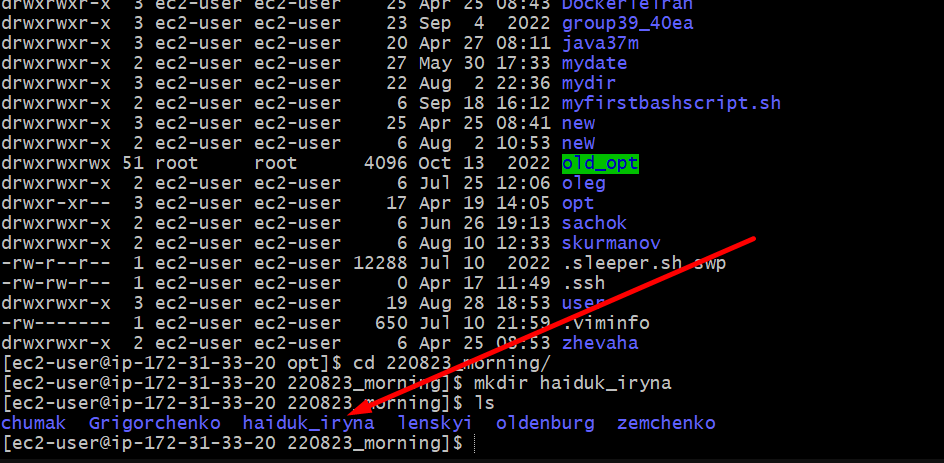 drwxrwxr-x 3 ec2-user ec2-user 25 Apr 25 08:43 DockerTeTran
drwxrwxr-x 3 ec2-user ec2-user 23 Sep 4 2022 group39_40ea
drwxrwxr-x 3 ec2-user ec2-user 20 Apr 27 08:11 java37m
drwxrwxr-x 2 ec2-user ec2-user 27 May 30 17:33 mydate
drwxrwxr-x 3 ec2-user ec2-user 22 Aug 2 22:36 mydir
drwxrwxr-x 2 ec2-user ec2-user 6 Sep 18 16:12 myfirstbashscript.sh
drwxrwxr-x 3 ec2-user ec2-user 25 Apr 25 08:41 new
drwxrwxr-x 2 ec2-user ec2-user 6 Aug 2 10:53 neW
drwxrwxrwx 51 root root 4096 Oct 13 2022 old_opt
drwxrwxr-x 2 ec2-user ec2-user 6 Jul 25 12:06 oleg
drwxr-xr-- 3 ec2-user ec2-user 17 Apr 19 14:05 opt
drwxrwxr-x 2 ec2-user ec2-user 6 Jun 26 19:13 sachok
drwxrwxr-x 2 ec2-user ec2-user 6 Aug 10 12:33 skurmanov
-rw-r--r-- 1 ec2-user ec2-user 12288 Jul 10 2022 .sleeper.sh.swp
-rw-rw-r-- 1 ec2-user ec2-user 0 Apr 17 11:49 .ssh
drwxrwxr-x 3 ec2-user ec2-user 19 Aug 28 18:53 user
-rw------- 1 ec2-user ec2-user 650 Jul 10 21:59 .viminfo
drwxrwxr-x 2 ec2-user ec2-user 6 Apr 25 08:53 zhevaha
[ec2-user@ip-172-31-33-20 opt]$ cd 220823_morning/
[ec2-user@ip-172-31-33-20 220823_morning]$ mkdir haiduk_iryna
[ec2-user@ip-172-31-33-20 220823_morning]$ ls
chumak Grigorchenko haiduk_iryna lenskyi oldenburg zemchenko
[ec2-user@ip-172-31-33-20 220823_morning]$